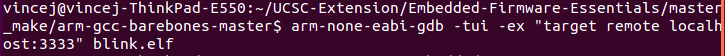 vincej@vincej-ThinkPad-E550:~/UCSC-Extension/Embedded-Firmware-Essentials/master
_make/arm-gcc-barebones-master$ arm-none-eabi-gdb -tui -ex "target remote localh
ost:3333" blink.elf